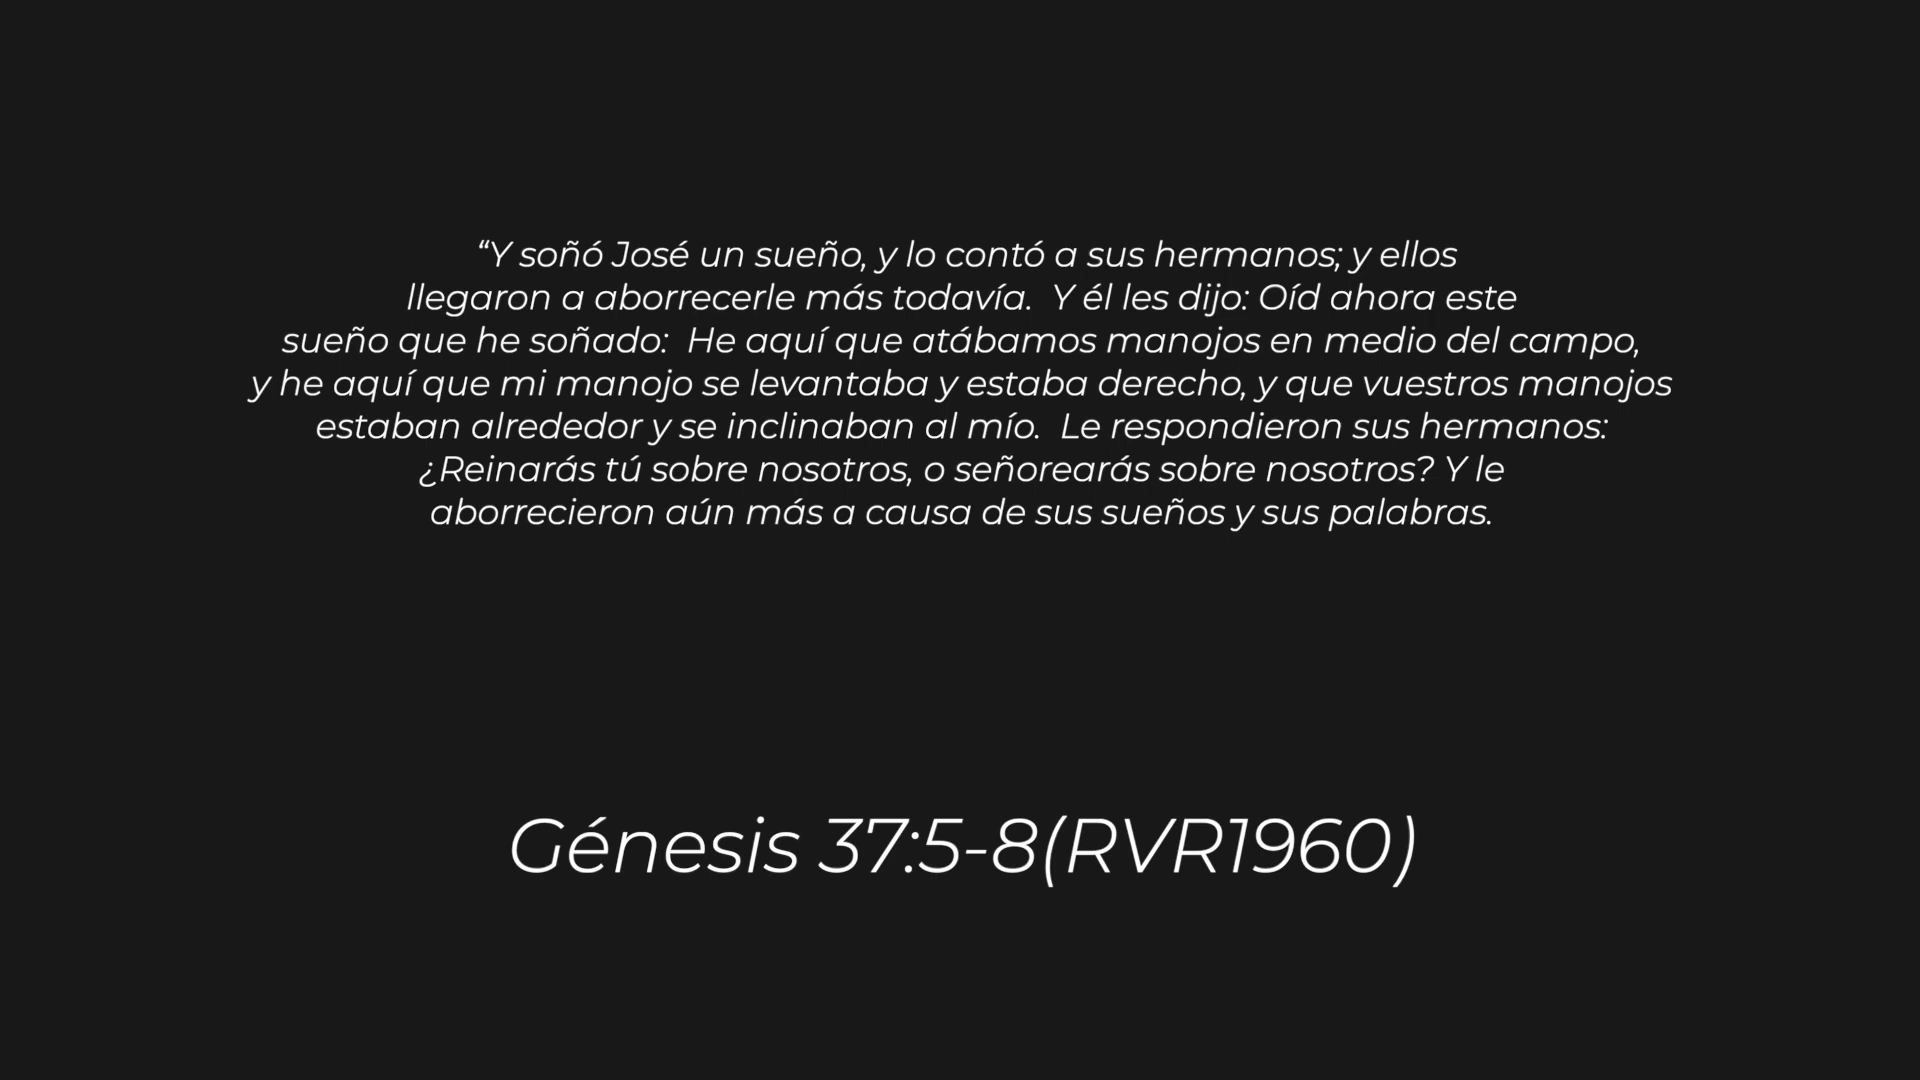 “Y soñó José un sueño, y lo contó a sus hermanos; y ellos
llegaron a aborrecerle más todavía.  Y él les dijo: Oíd ahora este
sueño que he soñado:  He aquí que atábamos manojos en medio del campo,
y he aquí que mi manojo se levantaba y estaba derecho, y que vuestros manojos
estaban alrededor y se inclinaban al mío.  Le respondieron sus hermanos:
¿Reinarás tú sobre nosotros, o señorearás sobre nosotros? Y le
aborrecieron aún más a causa de sus sueños y sus palabras.
Génesis 37:5-8(RVR1960)